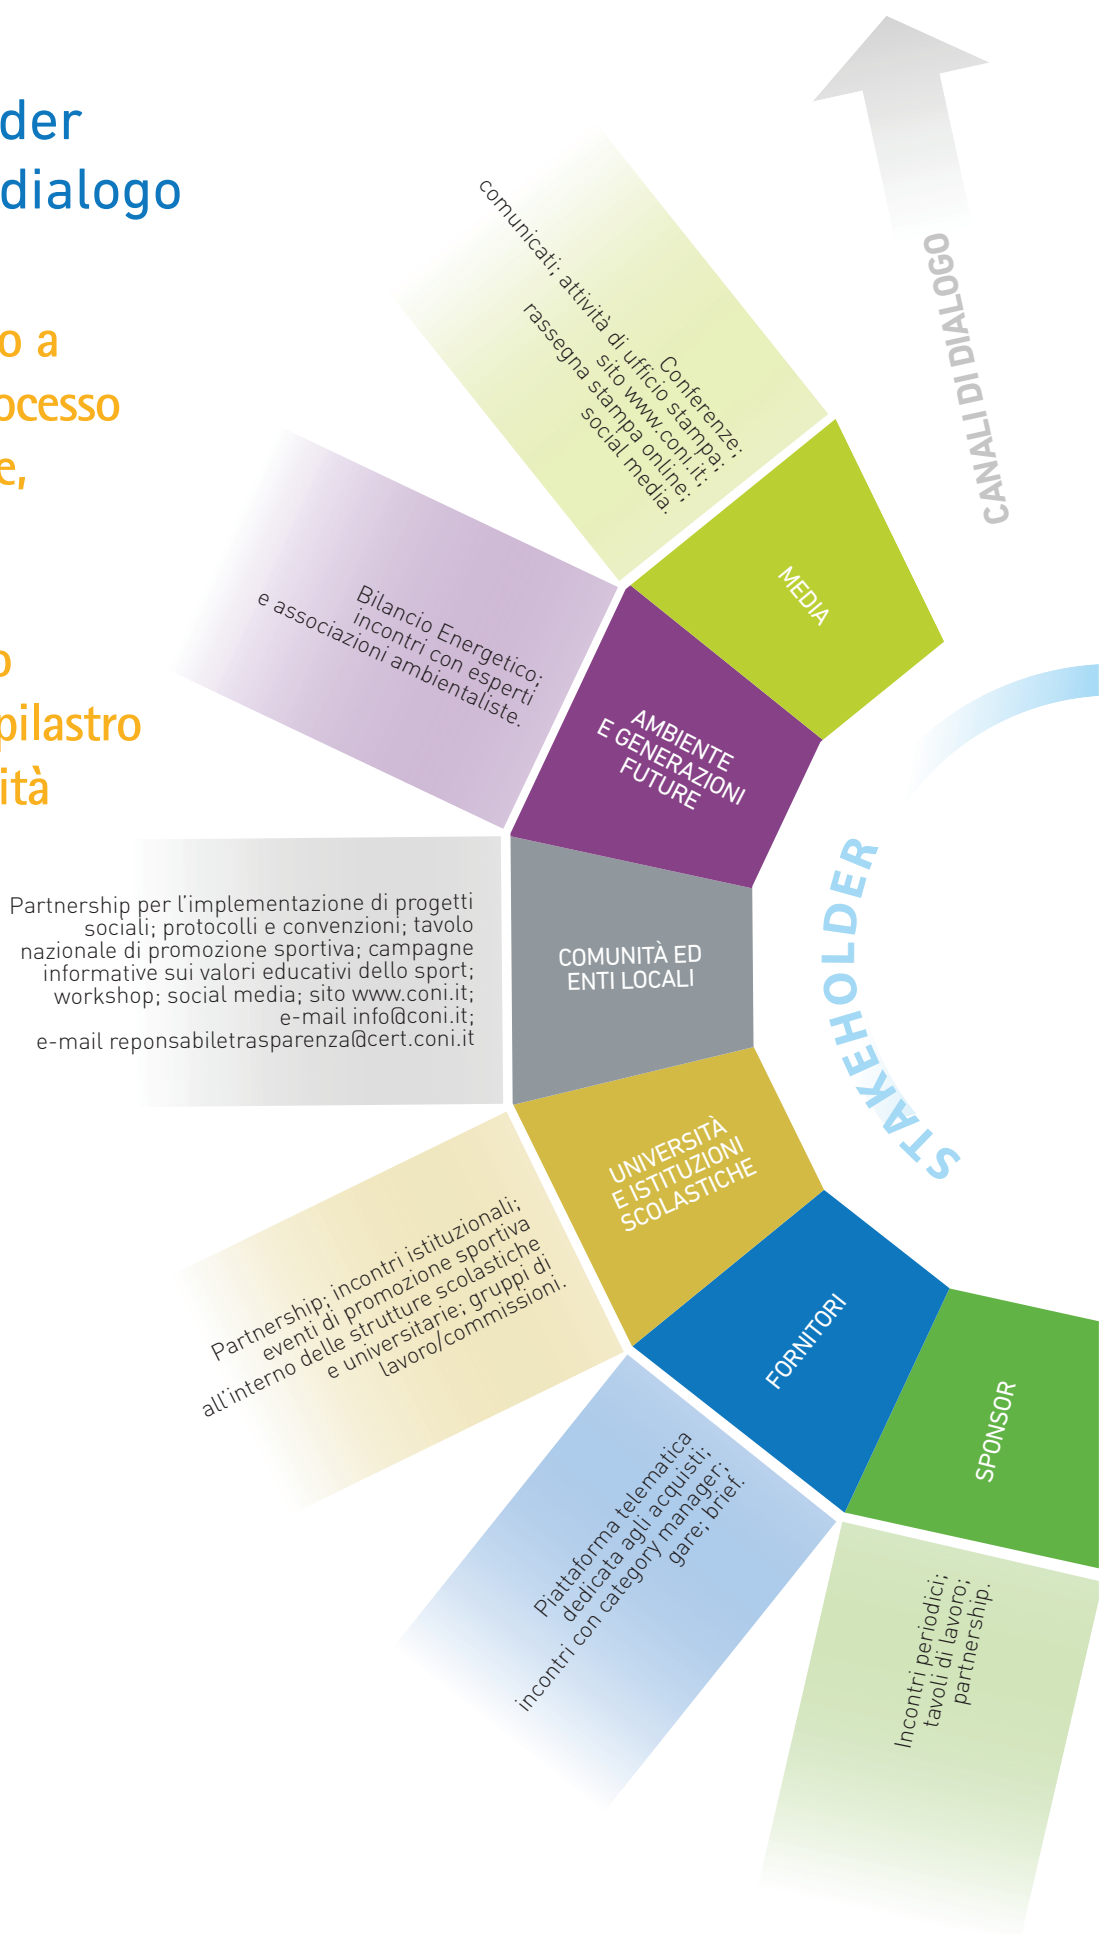 der
dialogo
o a
ocesso
e,
o
pilastro
ità
CANALI DI DIALOGO
STAKEHOLDER
MEDIA
Conferenze;
comunicati; attività di ufficio stampa;
sito www.coni.it;
rassegna stampa online;
social media.
AMBIENTE
E GENERAZIONI
FUTURE
Bilancio Energetico;
incontri con esperti
e associazioni ambientaliste.
COMUNITÀ ED
ENTI LOCALI
Partnership per l'implementazione di progetti
sociali; protocolli e convenzioni; tavolo
nazionale di promozione sportiva; campagne
informative sui valori educativi dello sport;
workshop; social media; sito www.coni.it;
e-mail info@coni.it;
e-mail reponsabiletrasparenza@cert.coni.it
UNIVERSITÀ
E ISTITUZIONI
SCOLASTICHE
Partnership; incontri istituzionali;
eventi di promozione sportiva
all'interno delle strutture scolastiche
e universitarie; gruppi di
lavoro/commissioni.
FORNITORI
Piattaforma telematica
dedicata agli acquisti;
incontri con category manager;
gare; brief.
SPONSOR
Incontri periodici;
tavoli di lavoro;
partnership.